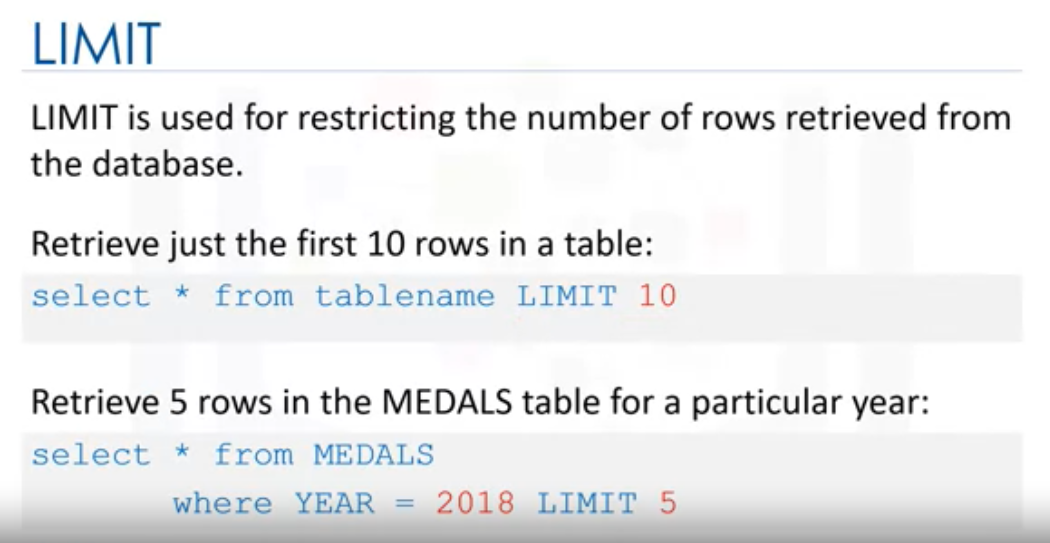 LIMIT
LIMIT is used for restricting the number of rows retrieved from
the database.
Retrieve just the first 10 rows in a table:
select * from tablename LIMIT 10
Retrieve 5 rows in the MEDALS table for a particular year:
select * from MEDALS
where YEAR = 2018 LIMIT 5